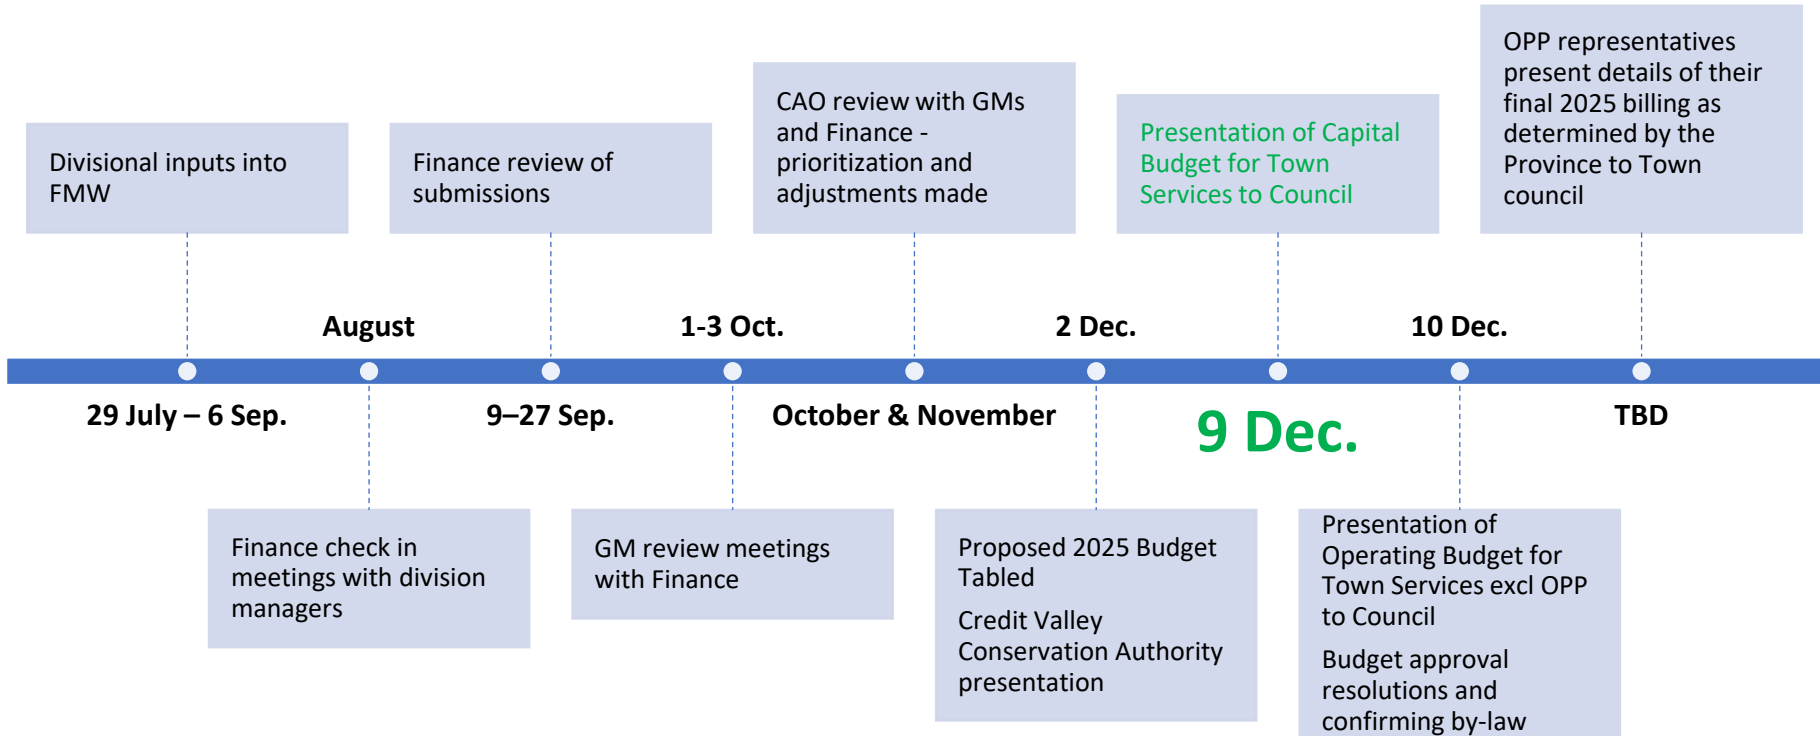 Divisional inputs into
FMW
Finance review of
submissions
CAO review with GMs
and Finance -
prioritization and
adjustments made
Presentation of Capital
Budget for Town
Services to Council
OPP representatives
present details of their
final 2025 billing as
determined by the
Province to Town
council
August
1-3 Oct.
2 Dec.
10 Dec.
29 July – 6 Sep.
9–27 Sep.
October & November
9 Dec.
TBD
Finance check in
meetings with division
managers
GM review meetings
with Finance
Proposed 2025 Budget
Tabled
Credit Valley
Conservation Authority
presentation
Presentation of
Operating Budget for
Town Services excl OPP
to Council
Budget approval
resolutions and
confirming by-law